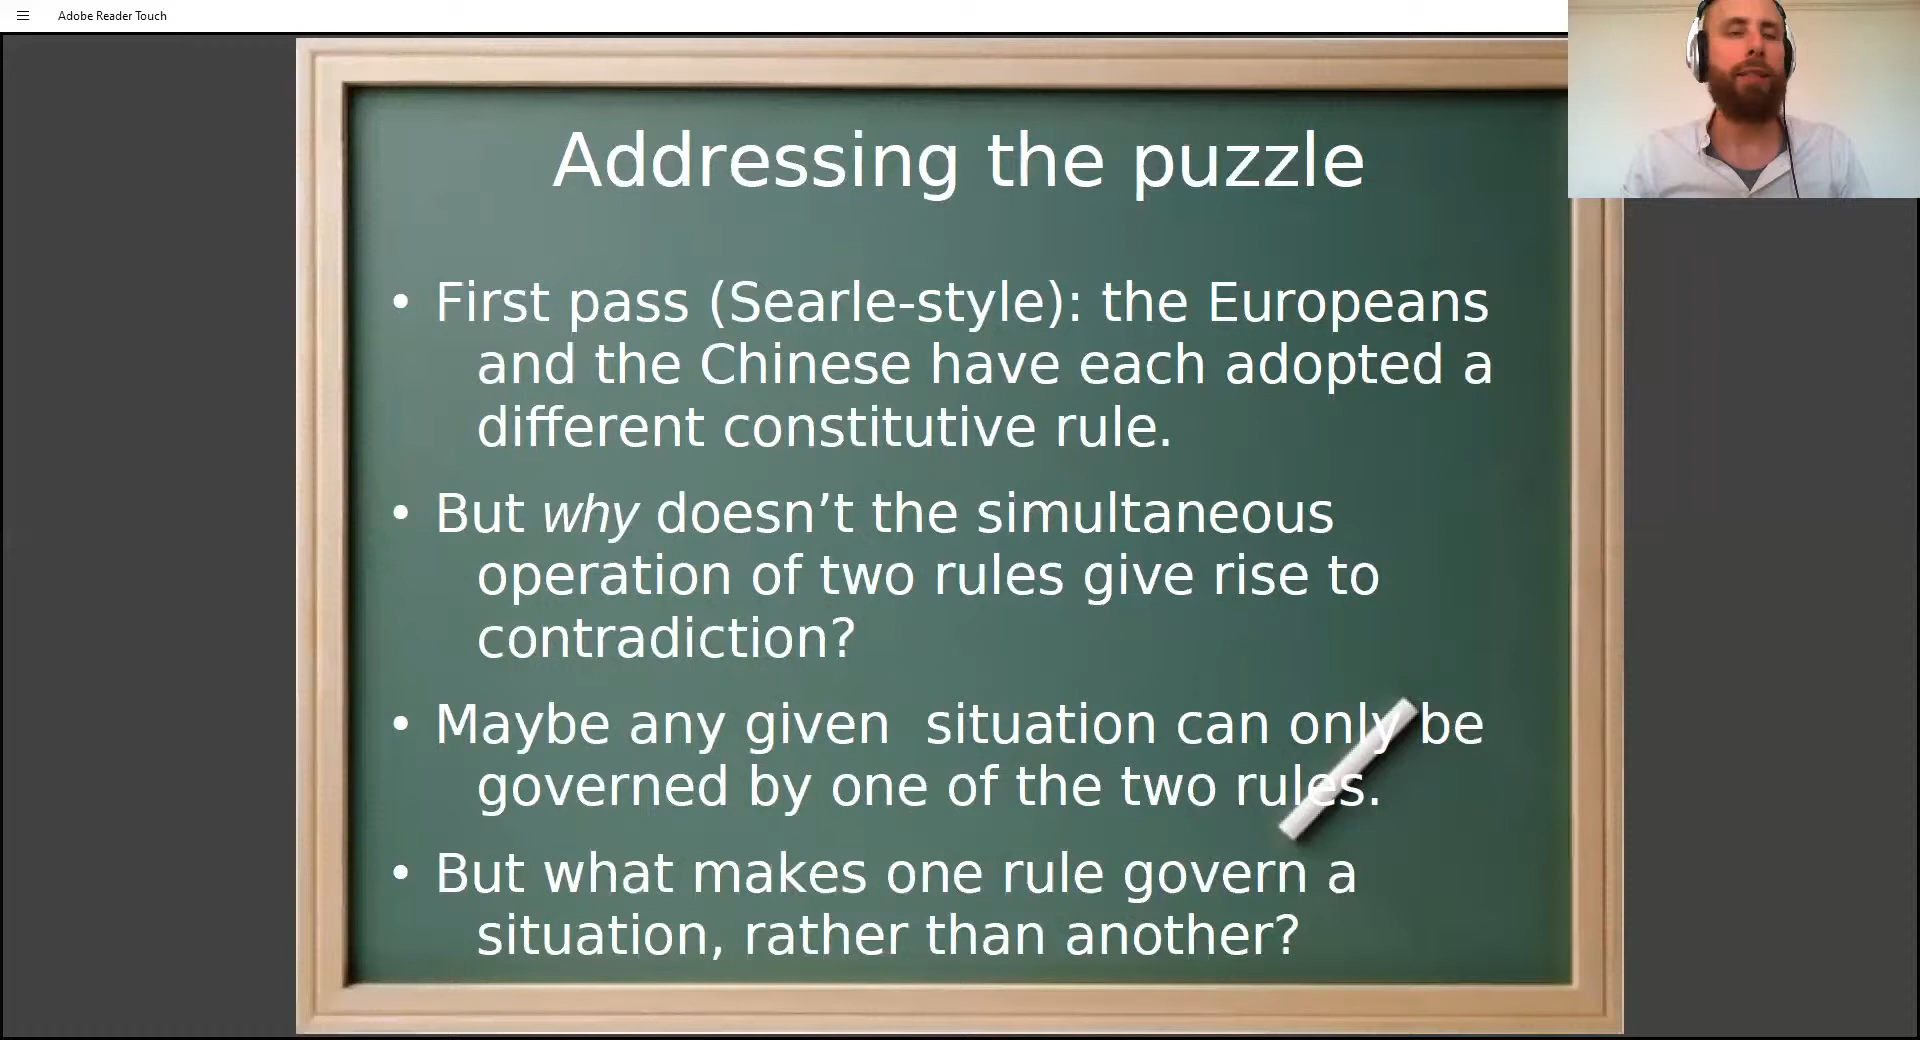 Adobe Reader Touch
Addressing the puzzle
• First pass (Searle-style): the Europeans
and the Chinese have each adopted a
different constitutive rule.
• But why doesn’t the simultaneous
operation of two rules give rise to
contradiction?
• Maybe any given  situation can only be
governed by one of the two rules.
• But what makes one rule govern a
situation, rather than another?